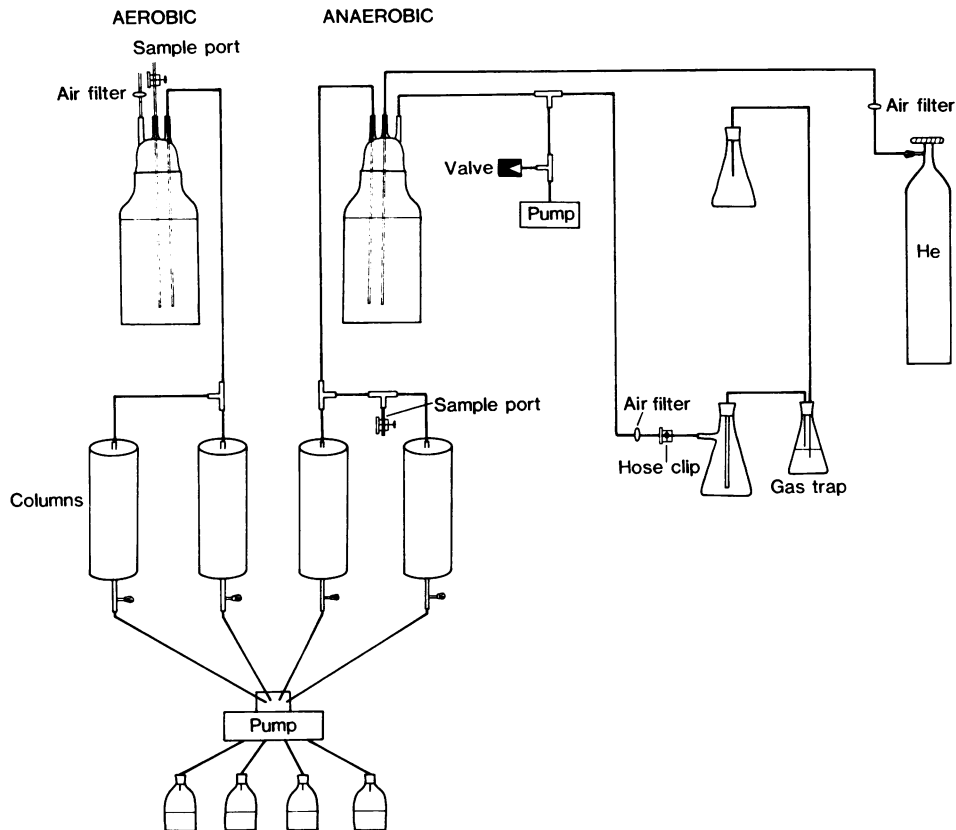 AEROBIC
ANAEROBIC
Sample port
Air filter
Air filter
Valve
Pump
He
Sample port
Air filter
Hose clip
Gas trap
Columns
Pump